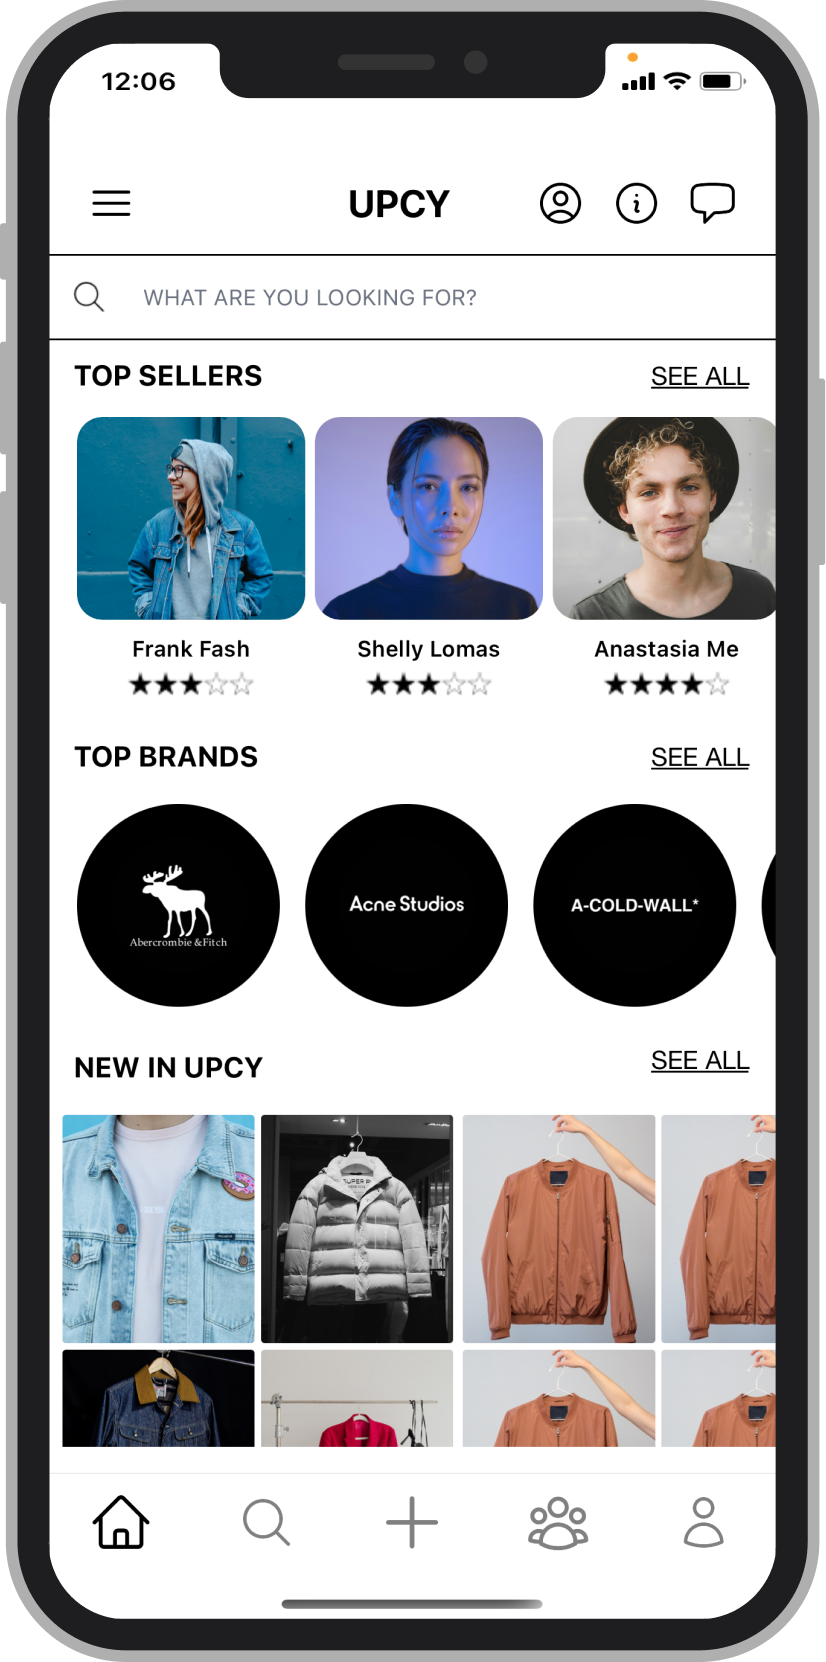 12:06
UPCY
WHAT ARE YOU LOOKING FOR?
TOP SELLERS
SEE ALL
Frank Fash
Shelly Lomas
Anastasia Me
TOP BRANDS
SEE ALL
Abercrombie & Fitch
Acne Studios
A-COLD-WALL*
NEW IN UPCY
SEE ALL